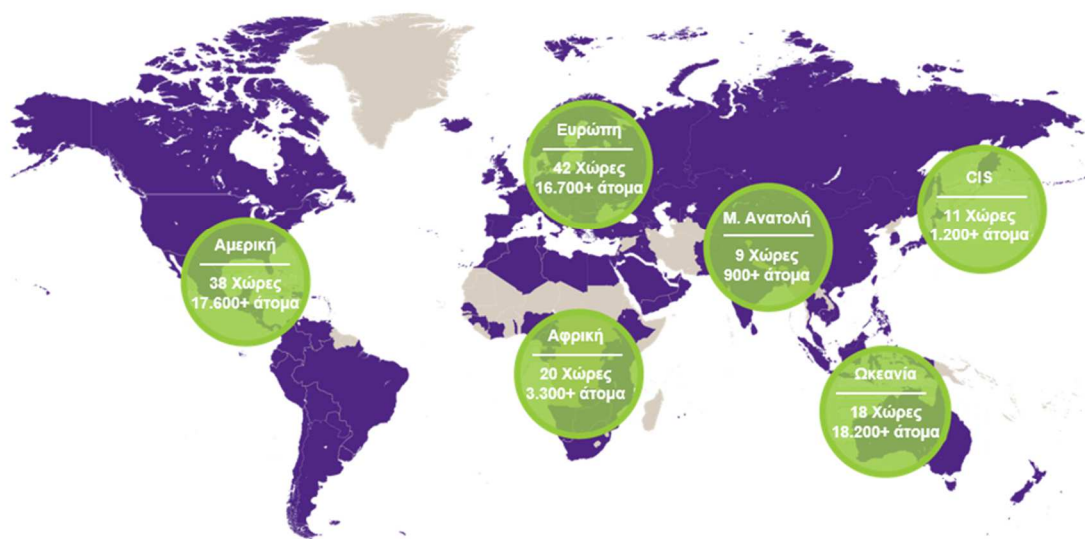 Ευρώπη
42 Χώρες
16.700+ άτομα
CIS
11 Χώρες
1.200+ άτομα
Μ. Ανατολή
9 Χώρες
900+ άτομα
Αμερική
38 Χώρες
17.600+ άτομα
Αφρική
20 Χώρες
3.300+ άτομα
Ωκεανία
18 Χώρες
18.200+ άτομα